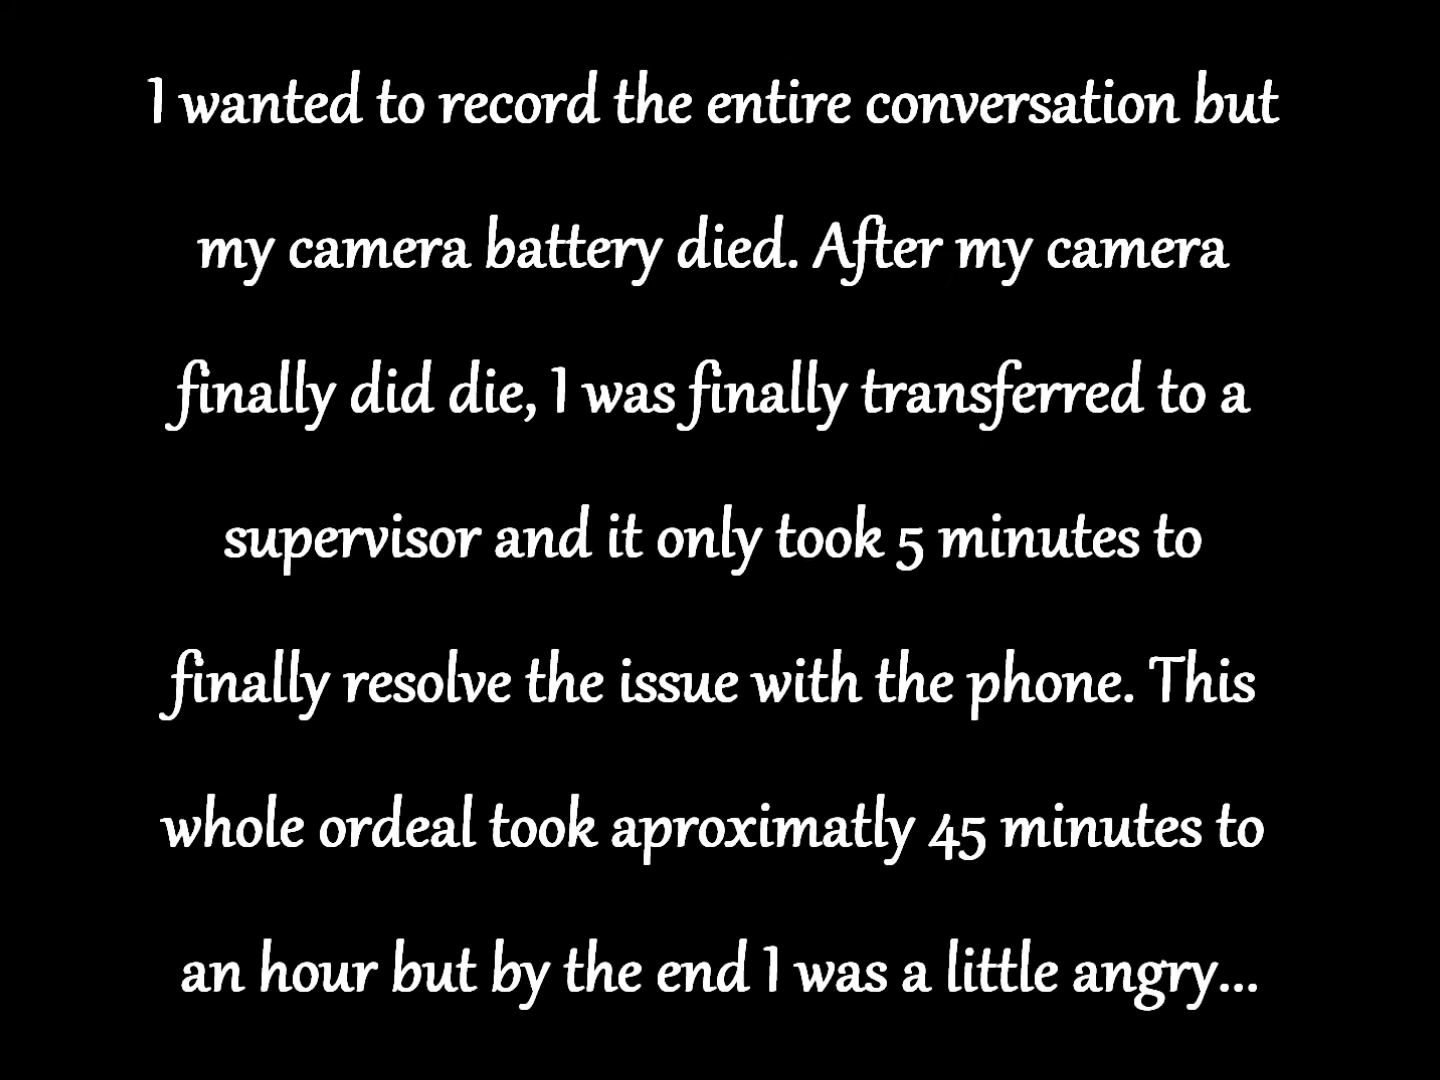 I wanted to record the entire conversation but
my camera battery died. After my camera
finally did die, I was finally transferred to a
supervisor and it only took 5 minutes to
finally resolve the issue with the phone. This
whole ordeal took aproximatly 45 minutes to
an hour but by the end I was a little angry...